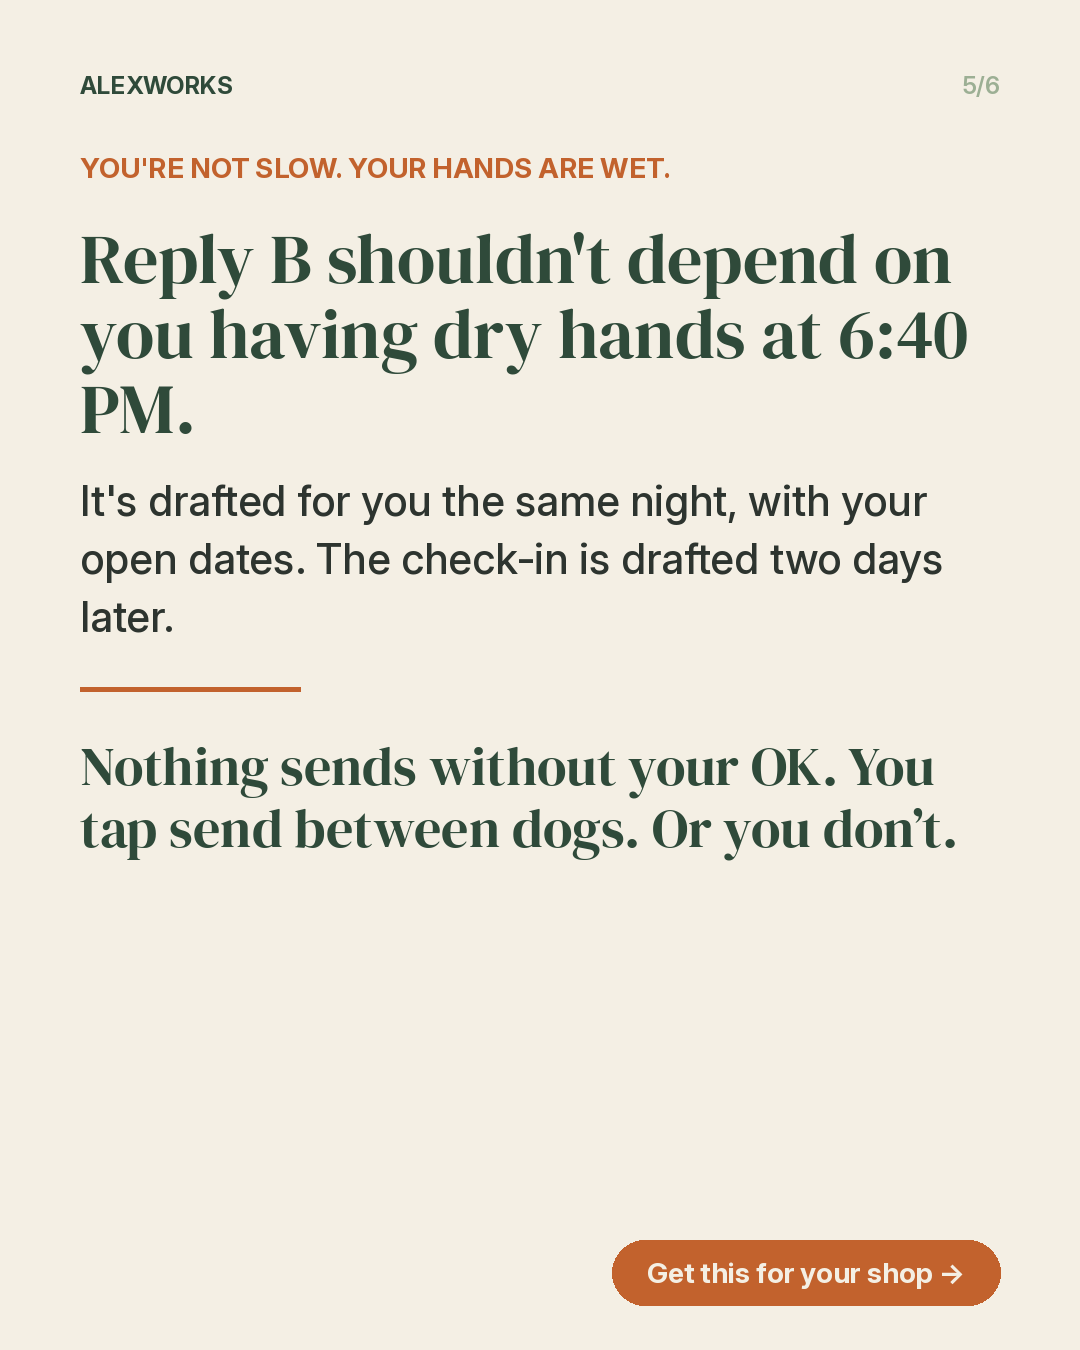 ALEXWORKS
5/6
YOU'RE NOT SLOW. YOUR HANDS ARE WET.
Reply B shouldn't depend on
you having dry hands at 6:40
PM.
It's drafted for you the same night, with your
open dates. The check-in is drafted two days
later.
Nothing sends without your OK. You
tap send between dogs. Or you don’t.
Get this for your shop →